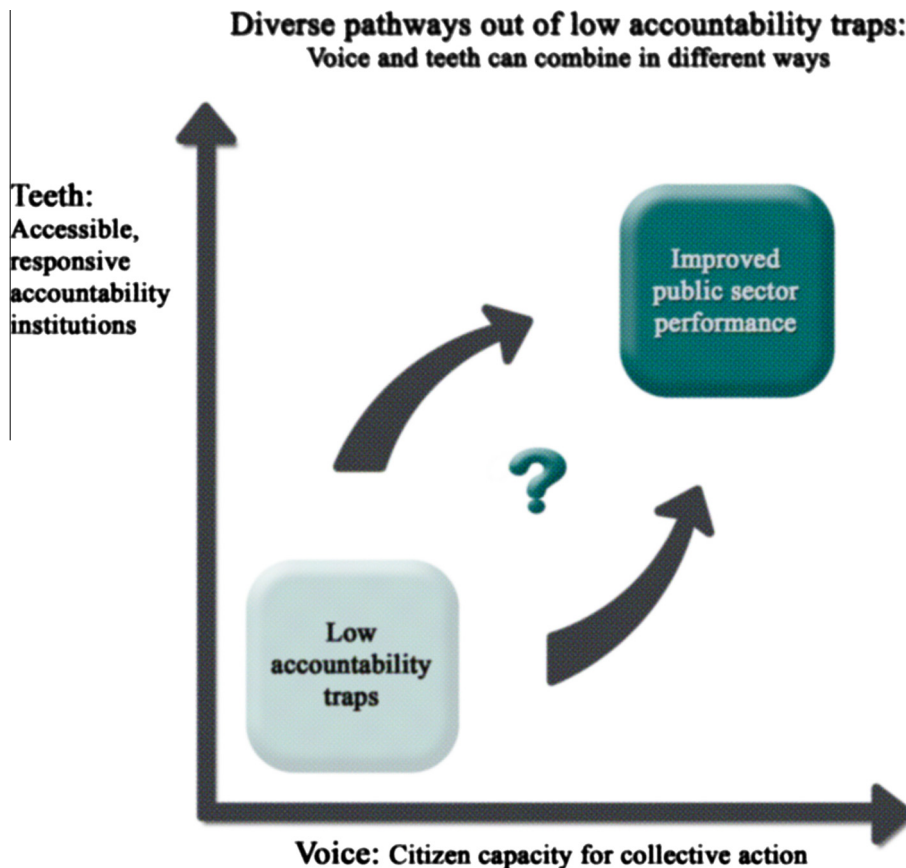 Diverse pathways out of low accountability traps:
Voice and teeth can combine in different ways
Teeth:
Accessible,
responsive
accountability
institutions
Improved
public sector
performance
?
Low
accountability
traps
Voice: Citizen capacity for collective action